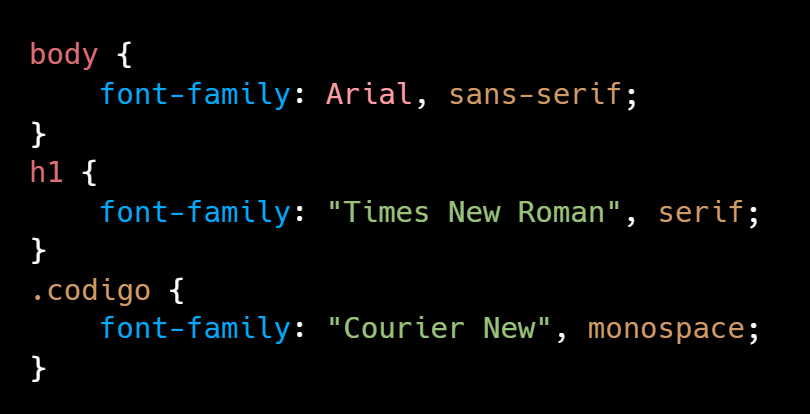 body {
    font-family: Arial, sans-serif;
}
h1 {
    font-family: "Times New Roman", serif;
}
.codigo {
    font-family: "Courier New", monospace;
}